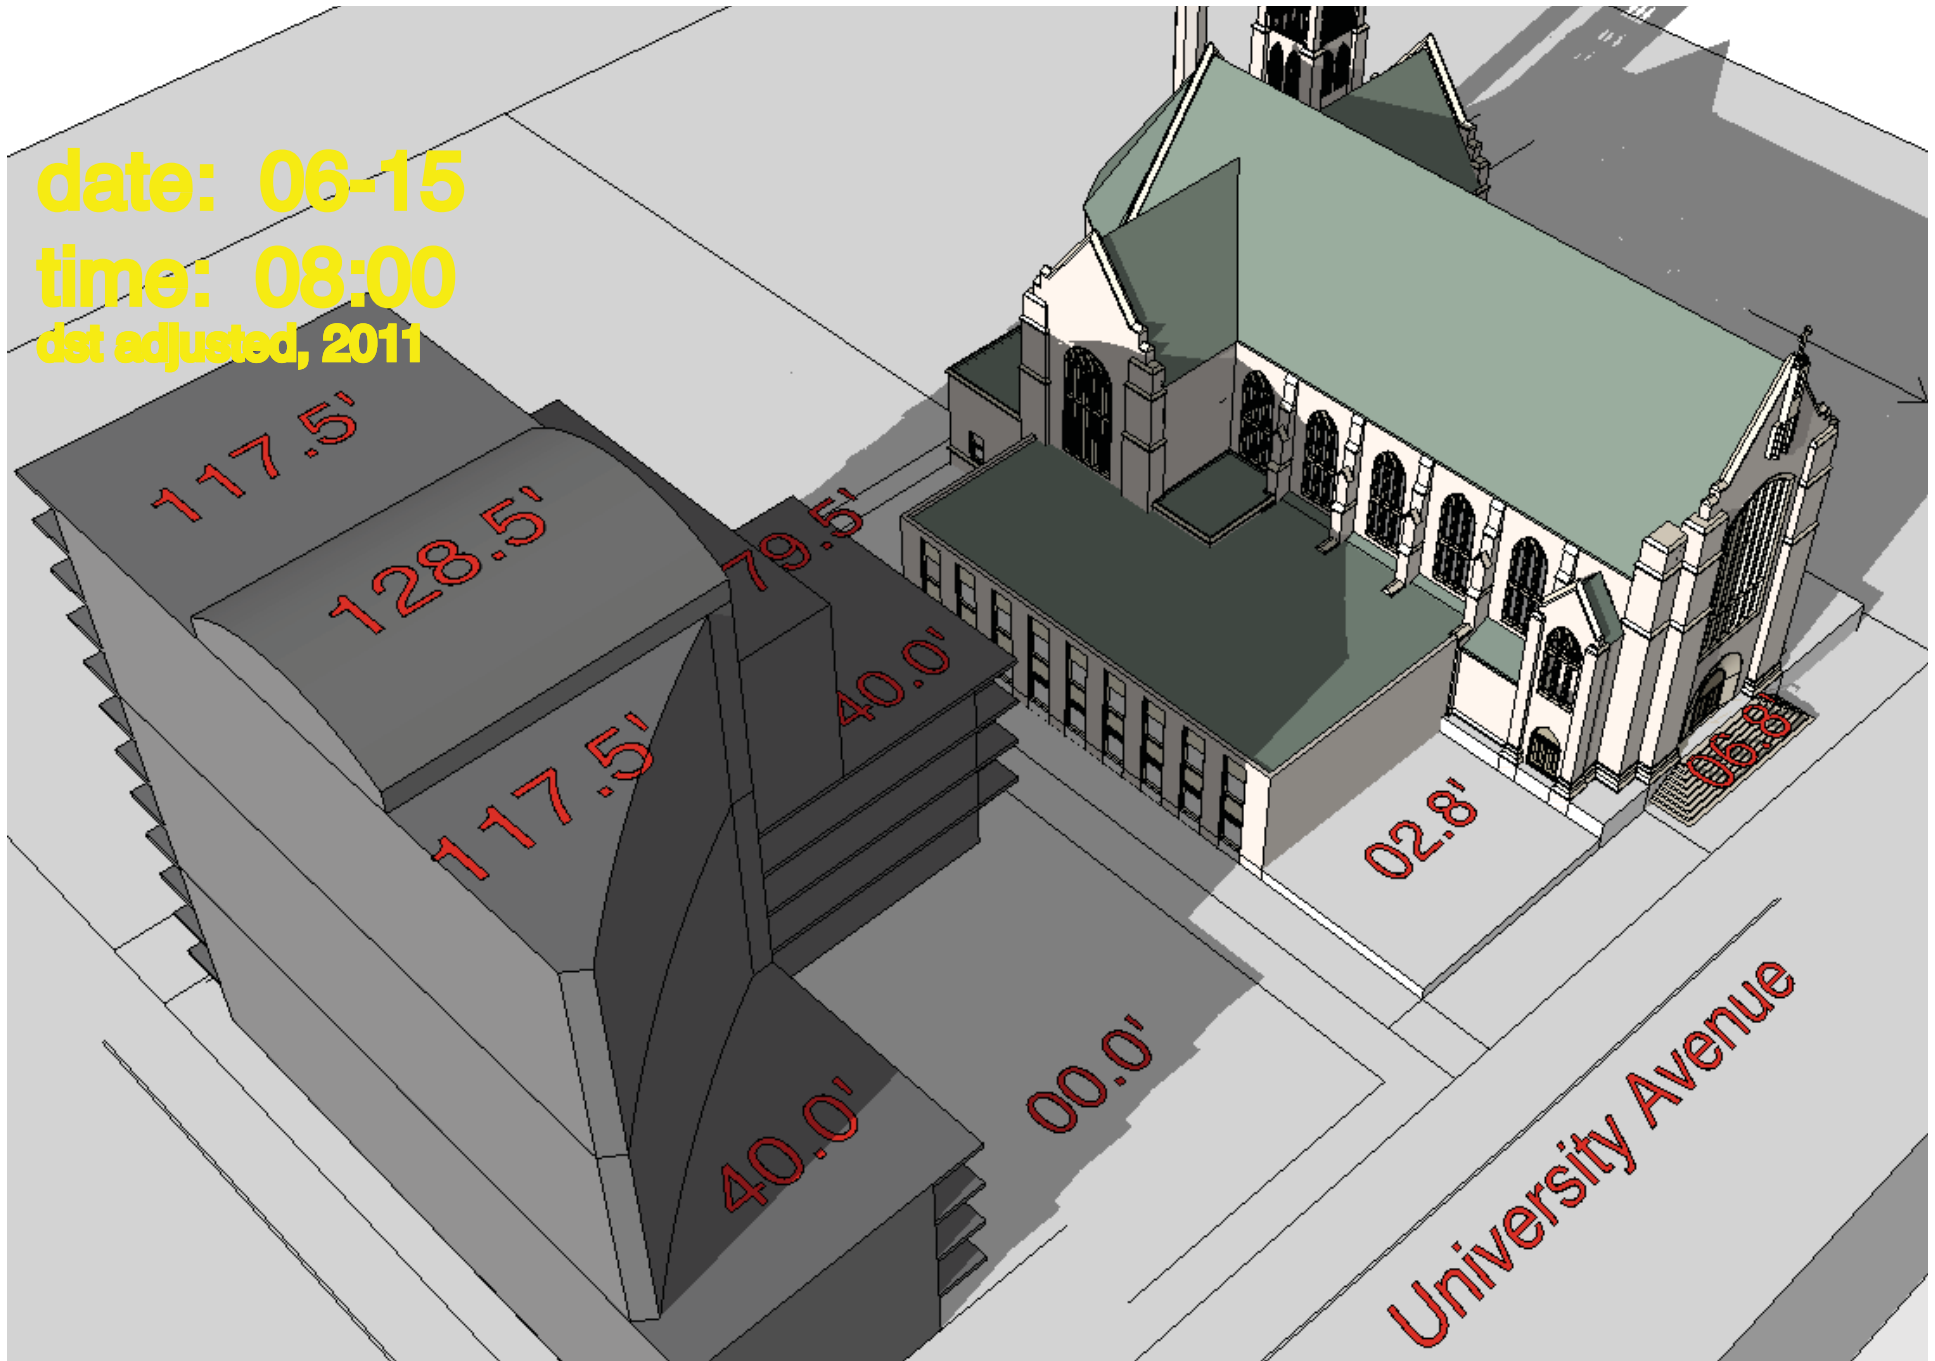 date: 06-15
time: 08:00
dst adjusted, 2011
117.5'
128.5'
79.5'
117.5'
40.0'
06.8'
02.8'
40.0'
00.0'
University Avenue